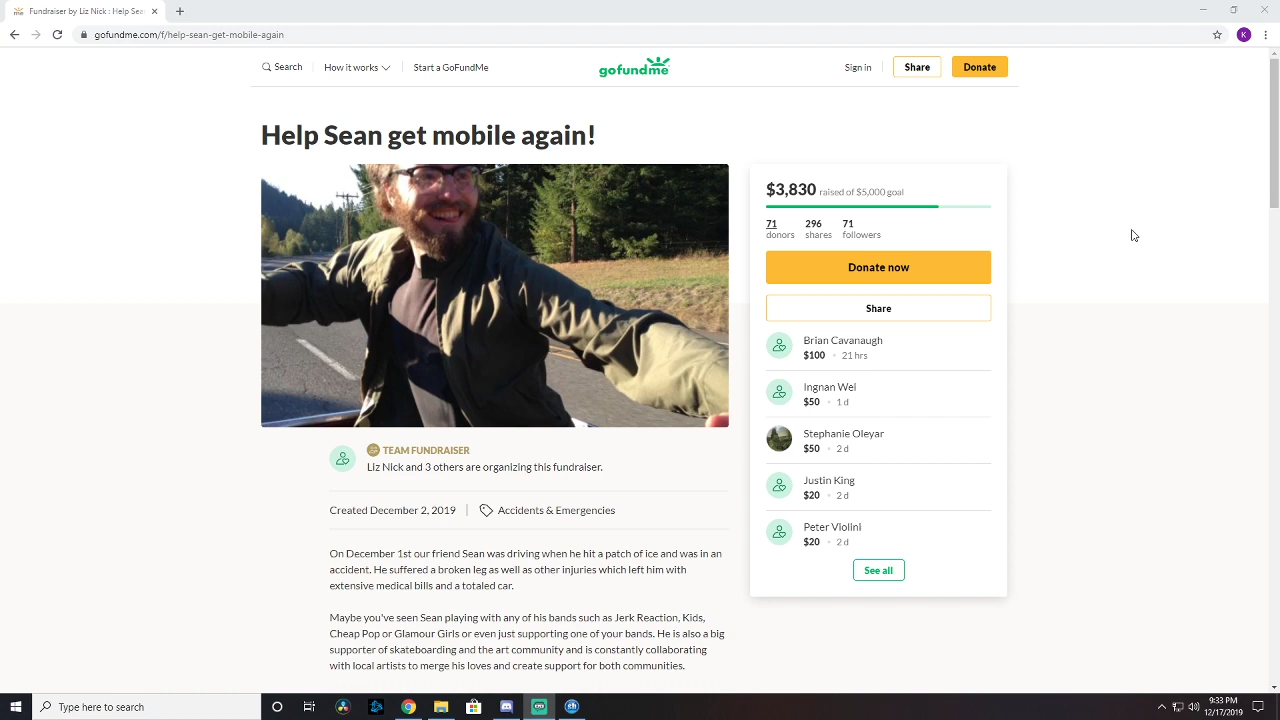 Fundraiser by Liz Nick : Help Sea
gofundme.com/f/help-sean-get-mobile-again
K
Search
How it works
Start a GoFundMe
gofundme
Sign in
Share
Donate
Help Sean get mobile again!
$3,830 raised of $5,000 goal
71 296 71
donors shares followers
Donate now
Share
Brian Cavanaugh
$100 • 21 hrs
Ingnan Wei
$50 • 1 d
Stephanie Oleyar
$50 • 2 d
Justin King
$20 • 2 d
Peter Violini
$20 • 2 d
See all
TEAM FUNDRAISER
Liz Nick and 3 others are organizing this fundraiser.
Created December 2, 2019 | Accidents & Emergencies
On December 1st our friend Sean was driving when he hit a patch of ice and was in an
accident. He suffered a broken leg as well as other injuries which left him with
extensive medical bills and a totaled car.
Maybe you've seen Sean playing with any of his bands such as Jerk Reaction, Kids,
Cheap Pop or Glamour Girls or even just supporting one of your bands. He is also a big
supporter of skateboarding and the art community and is constantly collaborating
with local artists to merge his loves and create support for both communities.
Type here to search
9:33 PM
12/17/2019